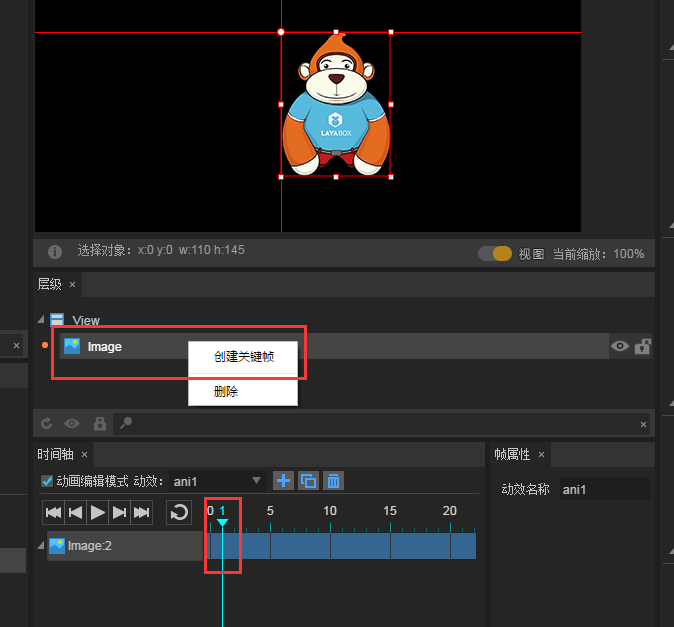 LAYABOX
选择对象：x:0 y:0 w:110 h:145
视图 当前缩放：100%
层级 ×
View
×
Image
创建关键帧
删除
×
时间轴 ×
帧属性 ×
动画编辑模式 动效： ani1
动效名称 ani1
0 1 5 10 15 20
Image:2